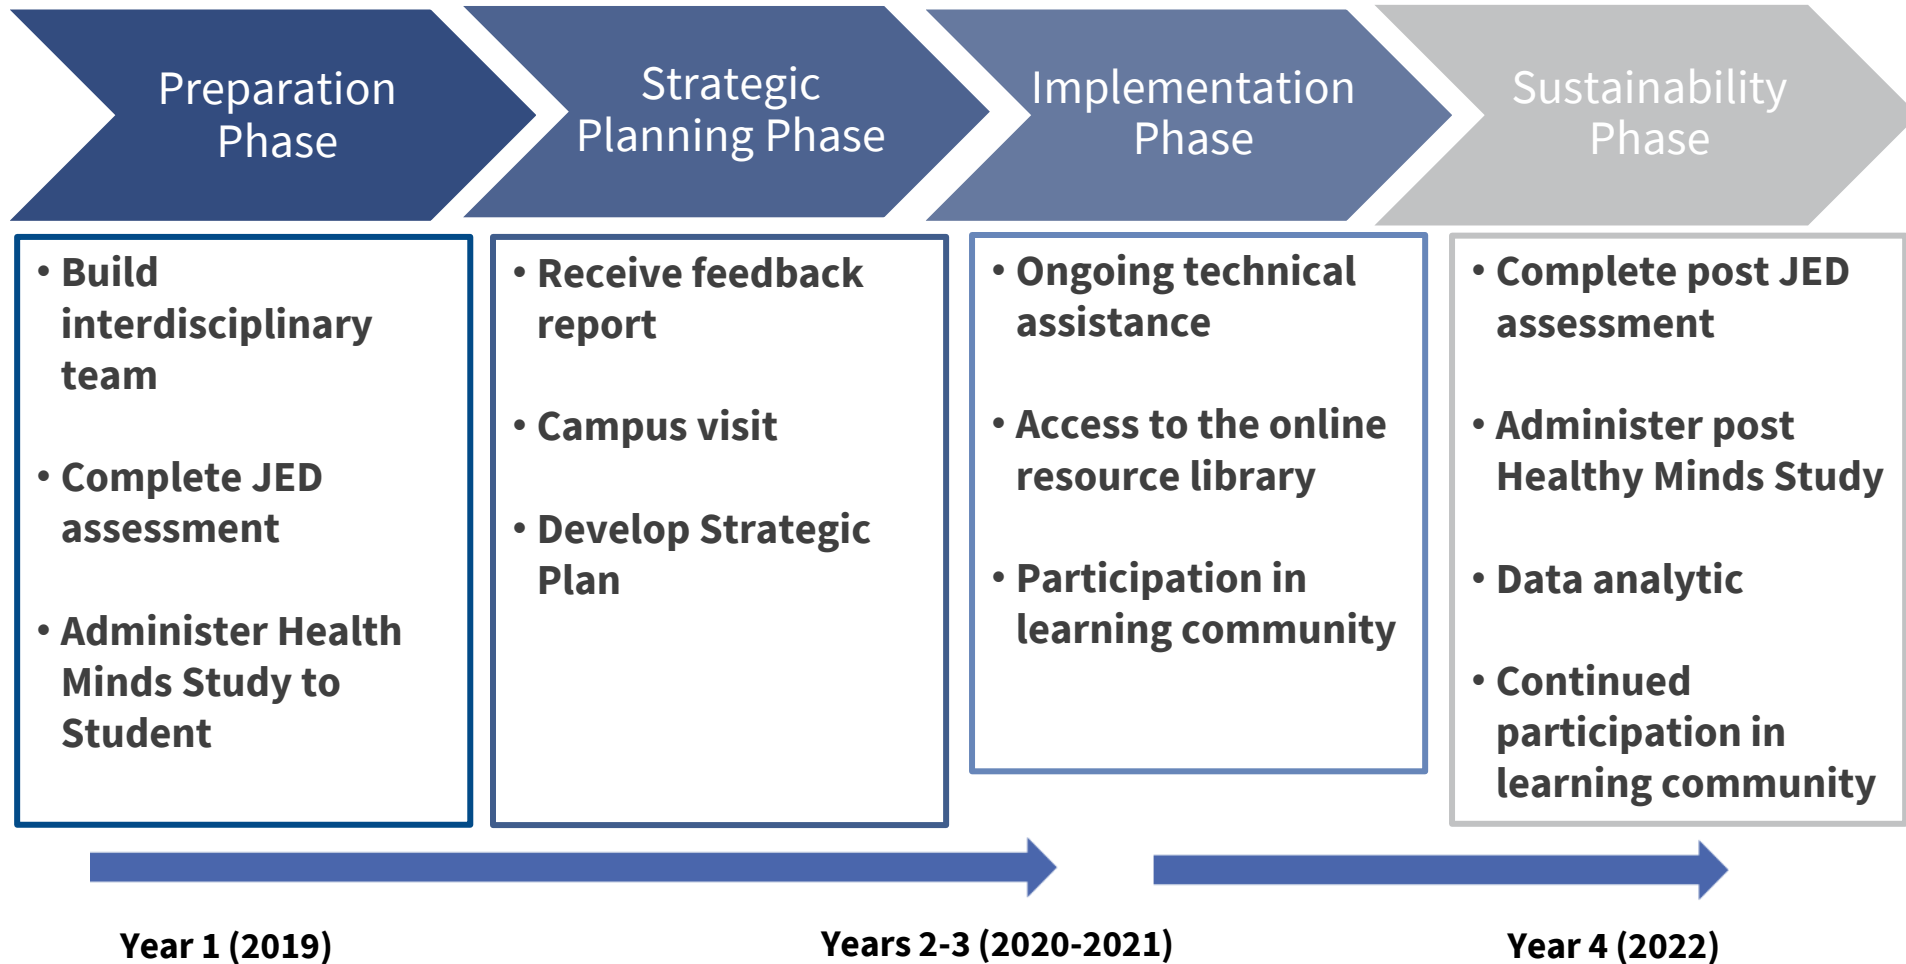 Preparation
Phase
Strategic
Planning Phase
Implementation
Phase
Sustainability
Phase
• Build
interdisciplinary
team
• Complete JED
assessment
• Administer Health
Minds Study to
Student
• Receive feedback
report
• Campus visit
• Develop Strategic
Plan
• Ongoing technical
assistance
• Access to the online
resource library
• Participation in
learning community
• Complete post JED
assessment
• Administer post
Healthy Minds Study
• Data analytic
• Continued
participation in
learning community
Year 1 (2019)
Years 2-3 (2020-2021)
Year 4 (2022)